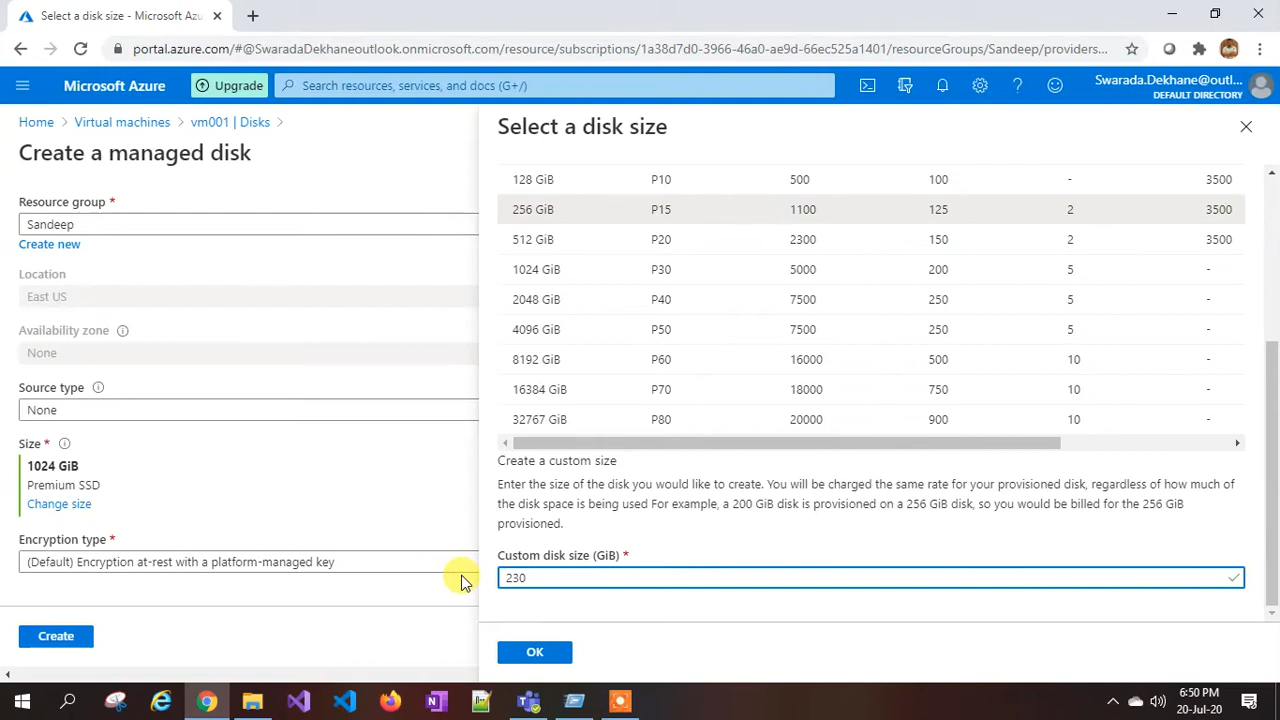 Select a disk size - Microsoft Azu
portal.azure.com/#@SwaradaDekhaneoutlook.onmicrosoft.com/resource/subscriptions/1a38d7d0-3966-46a0-ae9d-66ec525a1401/resourceGroups/Sandeep/providers...
Microsoft Azure
Upgrade
Search resources, services, and docs (G+/)
Swarada.Dekhane@outl...
DEFAULT DIRECTORY
Home > Virtual machines > vm001 | Disks >
Create a managed disk
Resource group *
Sandeep
Create new
Location
East US
Availability zone
None
Source type
None
Size *
1024 GiB
Premium SSD
Change size
Encryption type *
(Default) Encryption at-rest with a platform-managed key
Create
Select a disk size
128 GiB P10 500 100 - 3500
256 GiB P15 1100 125 2 3500
512 GiB P20 2300 150 2 3500
1024 GiB P30 5000 200 5 -
2048 GiB P40 7500 250 5 -
4096 GiB P50 7500 250 5 -
8192 GiB P60 16000 500 10 -
16384 GiB P70 18000 750 10 -
32767 GiB P80 20000 900 10 -
Create a custom size
Enter the size of the disk you would like to create. You will be charged the same rate for your provisioned disk, regardless of how much of
the disk space is being used For example, a 200 GiB disk is provisioned on a 256 GiB disk, so you would be billed for the 256 GiB
provisioned.
Custom disk size (GiB) *
230
OK
6:50 PM
20-Jul-20